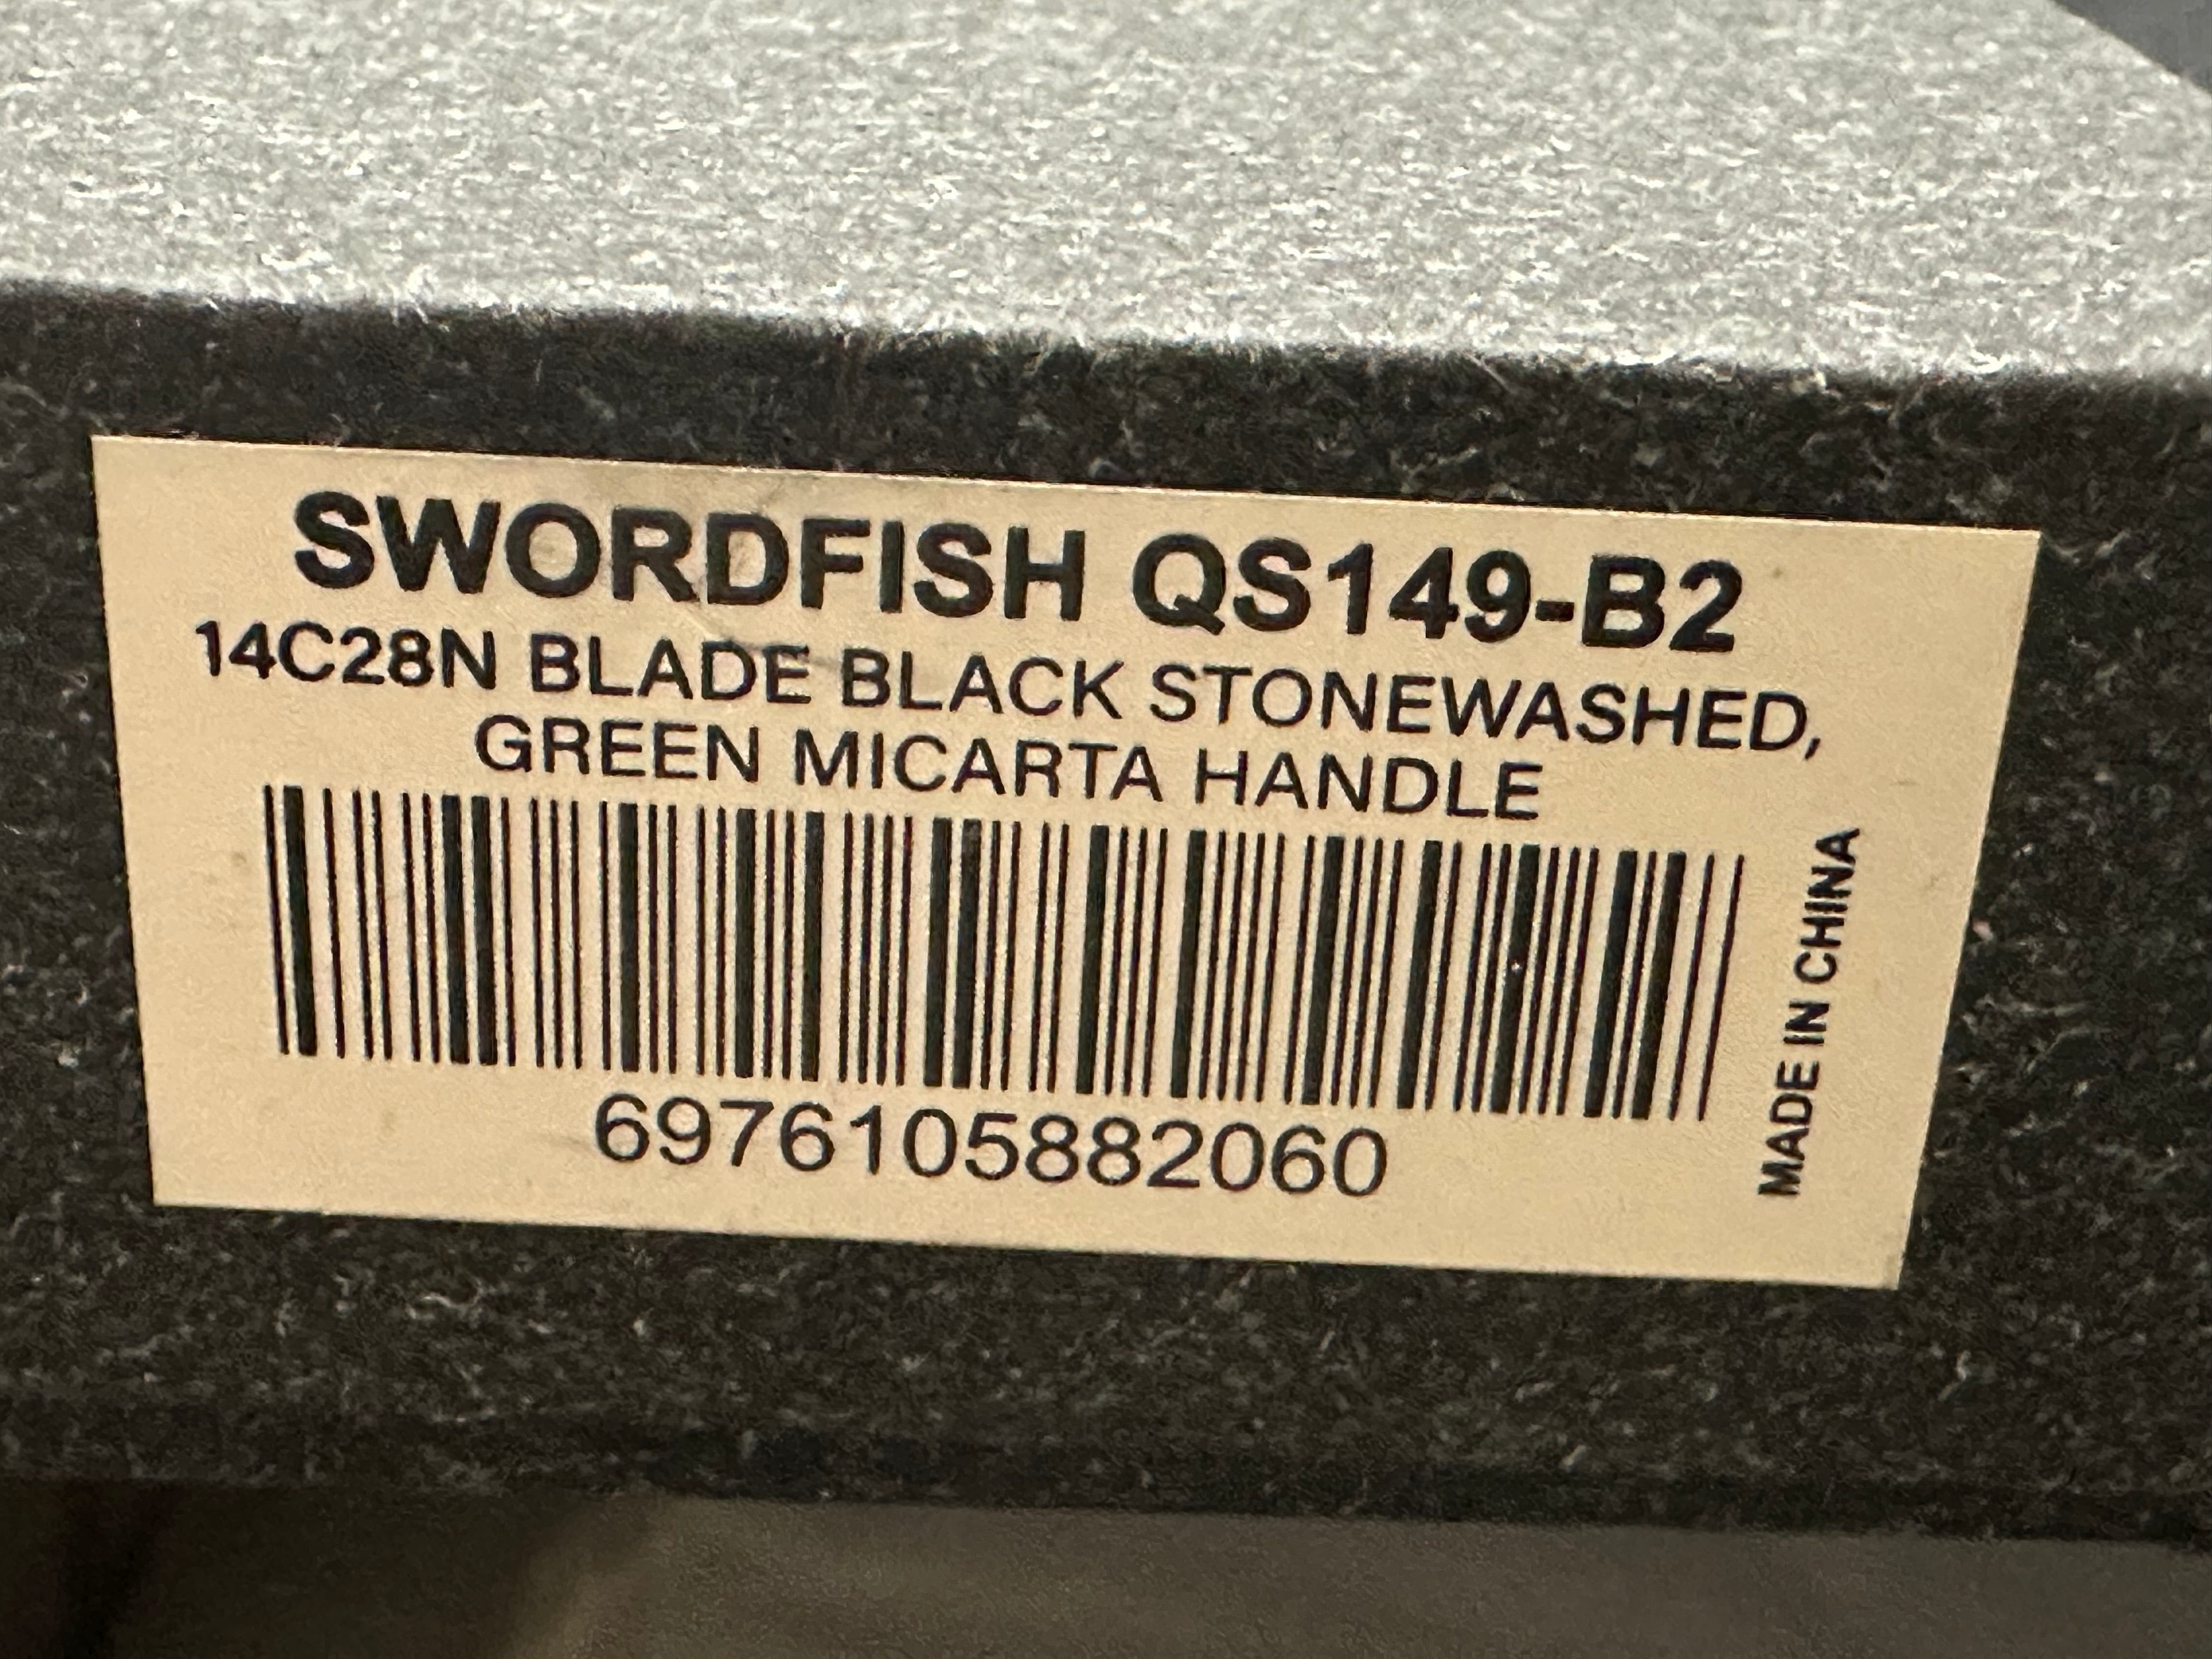 SWORDFISH QS149-B2
14C28N BLADE BLACK STONEWASHED,
GREEN MICARTA HANDLE
6976105882060
MADE IN CHINA